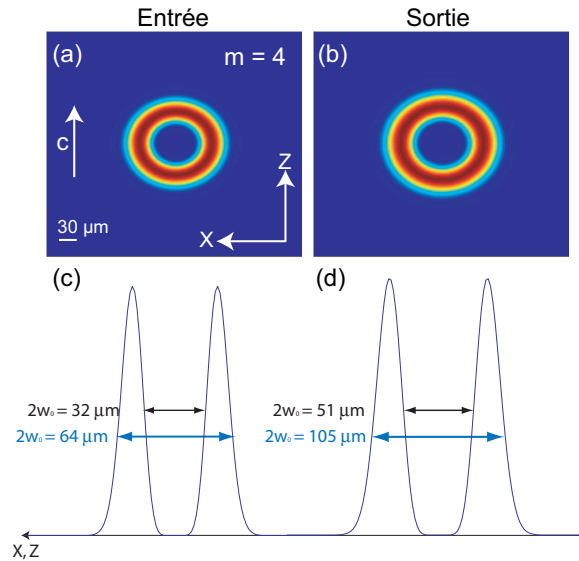 Entrée
Sortie
(a)
m = 4
(b)
c
Z
X
30 µm
(c)
(d)
2w₀ = 32 µm
2w₀ = 51 µm
2w₀ = 64 µm
2w₀ = 105 µm
X, Z